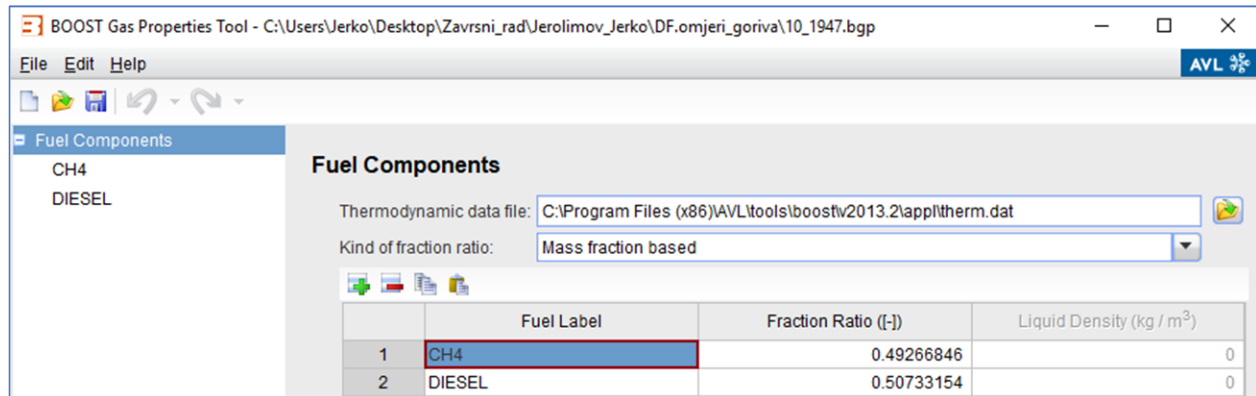 BOOST Gas Properties Tool - C:\Users\Jerko\Desktop\Zavrsni_rad\Jerolimov_Jerko\DF.omjeri_goriva\10_1947.bgp
File Edit Help AVL
Fuel Components
CH4
DIESEL
Fuel Components
Thermodynamic data file: C:\Program Files (x86)\AVL\tools\boost\v2013.2\appl\therm.dat
Kind of fraction ratio: Mass fraction based
Fuel Label Fraction Ratio ([-]) Liquid Density (kg / m³)
1 CH4 0.49266846 0
2 DIESEL 0.50733154 0